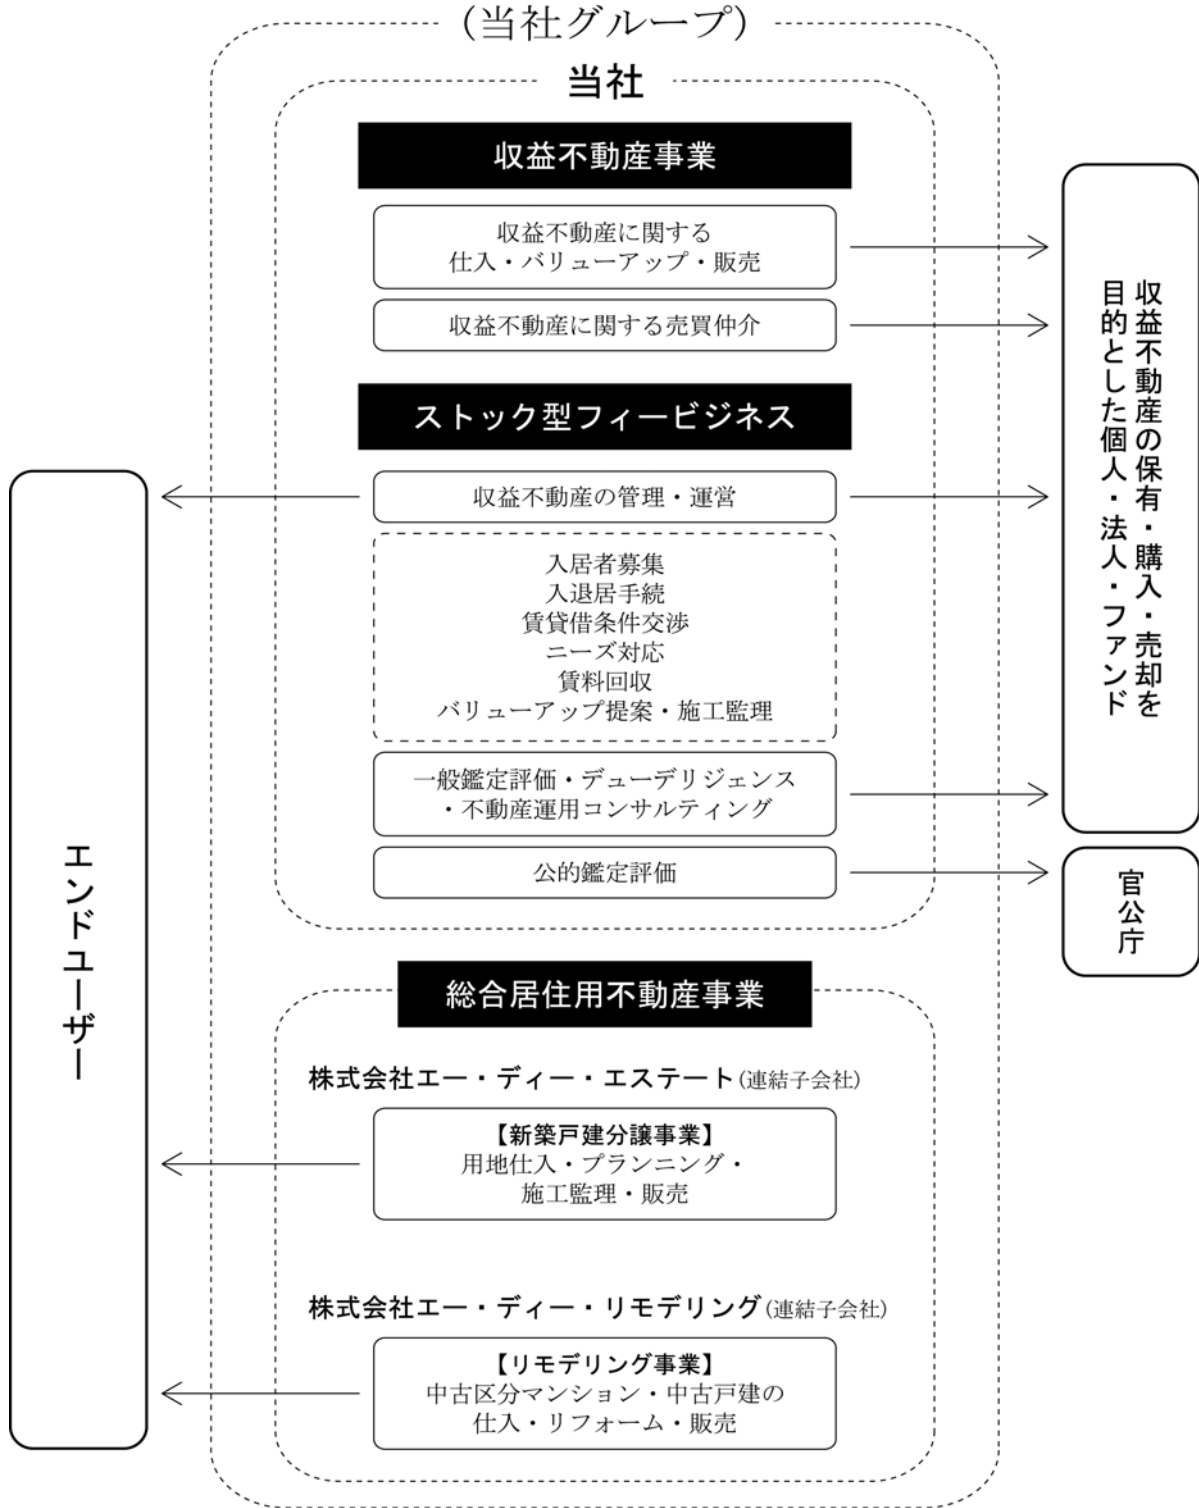 (当社グループ)
当社
収益不動産事業
収益不動産に関する
仕入・バリューアップ・販売
収益不動産に関する売買仲介
ストック型フィービジネス
収益不動産の管理・運営
入居者募集
入退居手続
賃貸借条件交渉
ニーズ対応
賃料回収
バリューアップ提案・施工監理
一般鑑定評価・デューデリジェンス
・不動産運用コンサルティング
公的鑑定評価
収益不動産の保有・購入・売却を
目的とした個人・法人・ファンド
官公庁
エンドユーザー
総合居住用不動産事業
株式会社エー・ディー・エステート(連結子会社)
【新築戸建分譲事業】
用地仕入・プランニング・
施工監理・販売
株式会社エー・ディー・リモデリング(連結子会社)
【リモデリング事業】
中古区分マンション・中古戸建の
仕入・リフォーム・販売